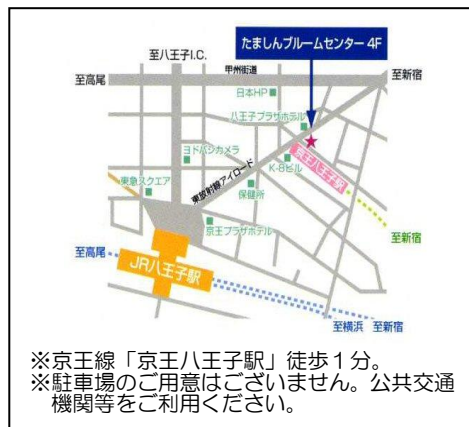 たましんブルームセンター 4F
至八王子I.C.
甲州街道
至高尾
至新宿
日本HP
八王子プラザホテル
ヨドバシカメラ
K-8ビル
京王八王子駅
東放射線アイロード
東急スクエア
保健所
京王プラザホテル
至新宿
至高尾
JR八王子駅
至横浜 至新宿
※京王線「京王八王子駅」徒歩1分。
※駐車場のご用意はございません。公共交通
機関等をご利用ください。